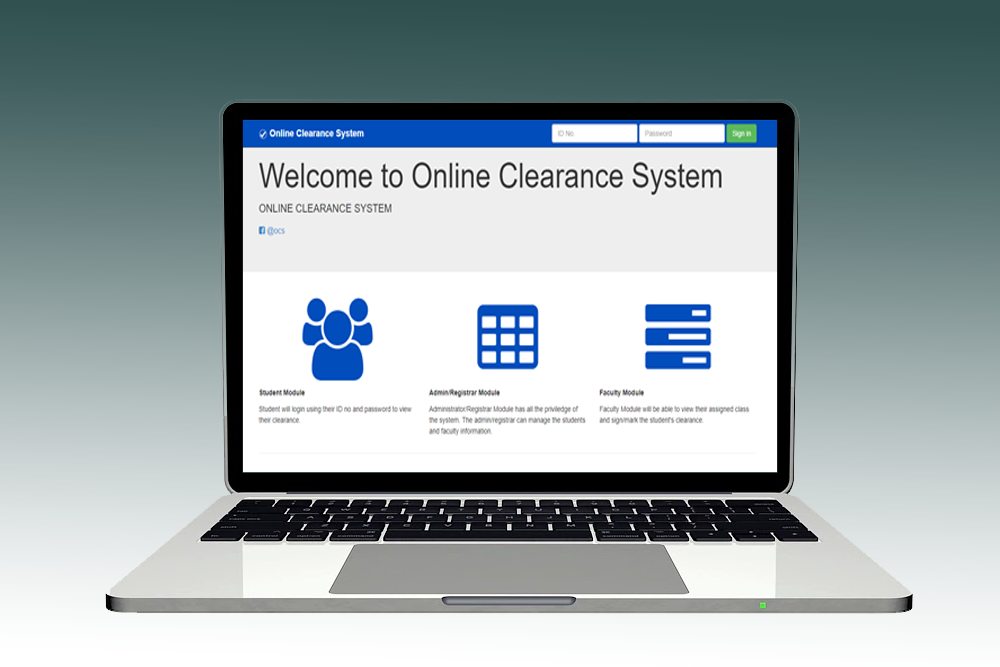 Online Clearance System
ID No
Password
Sign in
Welcome to Online Clearance System
ONLINE CLEARANCE SYSTEM
@ocs
Student Module
Student will login using their ID no and password to view
their clearance.
Admin/Registrar Module
Administrator/Registrar Module has all the priviledge of
the system. The admin/registrar can manage the students
and faculty information.
Faculty Module
Faculty Module will be able to view their assigned class
and sign/mark the student's clearance.